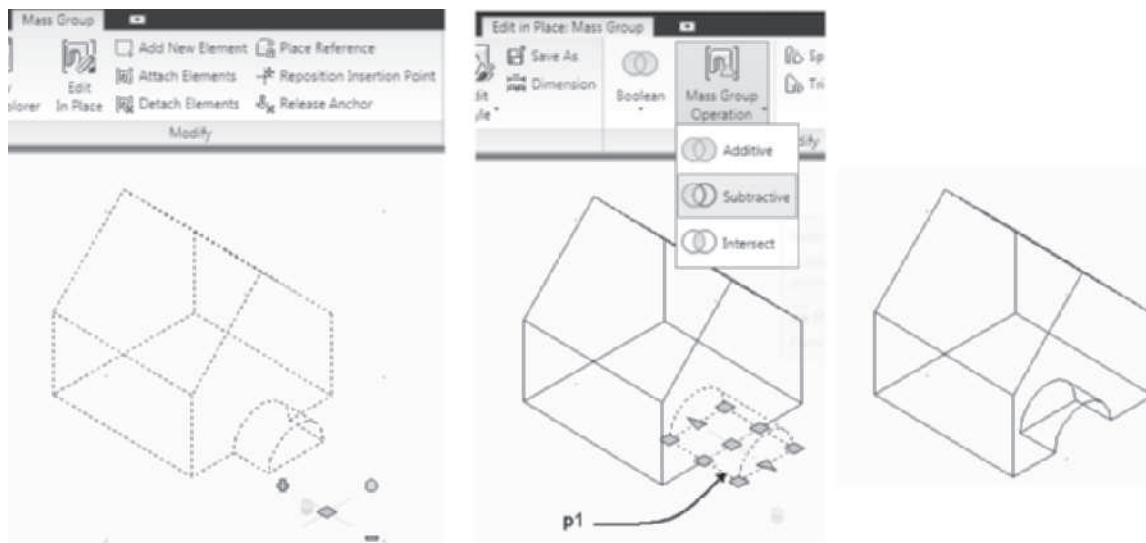 Mass Group
Add New Element Place Reference
Edit In Place
Attach Elements Reposition Insertion Point
Detach Elements Release Anchor
Modify
Edit in Place: Mass Group
Save As
Dimension
Boolean
Mass Group Operation
Additive
Subtractive
Intersect
p1